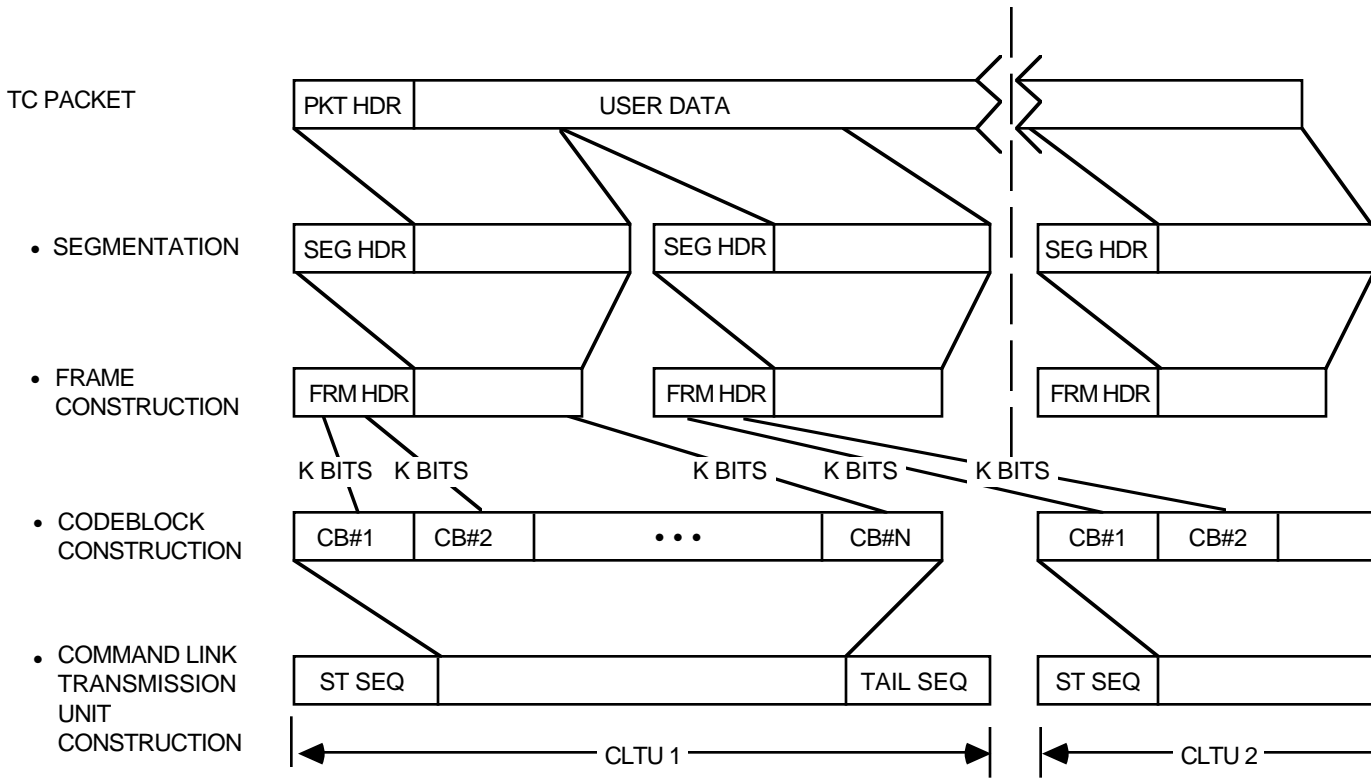 TC PACKET
PKT HDR
USER DATA
• SEGMENTATION
SEG HDR
SEG HDR
SEG HDR
• FRAME
CONSTRUCTION
FRM HDR
FRM HDR
FRM HDR
K BITS
K BITS
K BITS
K BITS
K BITS
• CODEBLOCK
CONSTRUCTION
CB#1
CB#2
• • •
CB#N
CB#1
CB#2
• COMMAND LINK
TRANSMISSION
UNIT
CONSTRUCTION
ST SEQ
TAIL SEQ
ST SEQ
CLTU 1
CLTU 2